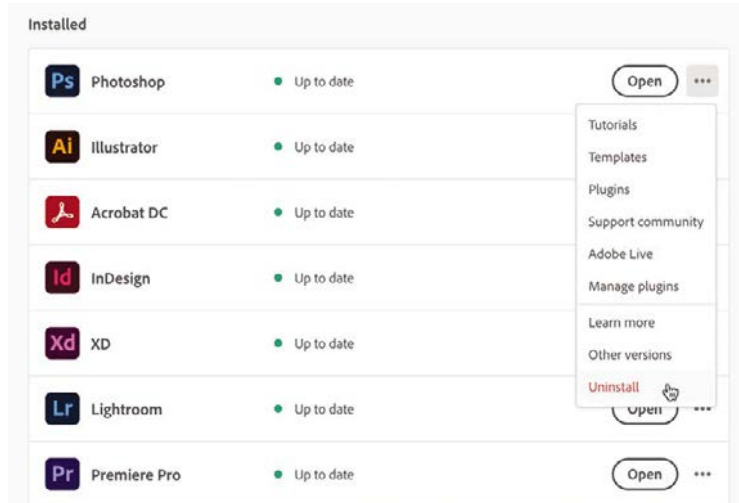 Installed
Ps Photoshop Up to date Open ...
Tutorials
Ai Illustrator Up to date
Templates
Plugins
Acrobat DC Up to date
Support community
Adobe Live
Id InDesign Up to date
Manage plugins
Learn more
Xd XD Up to date
Other versions
Uninstall
Lr Lightroom Up to date Open ...
Pr Premiere Pro Up to date Open ...